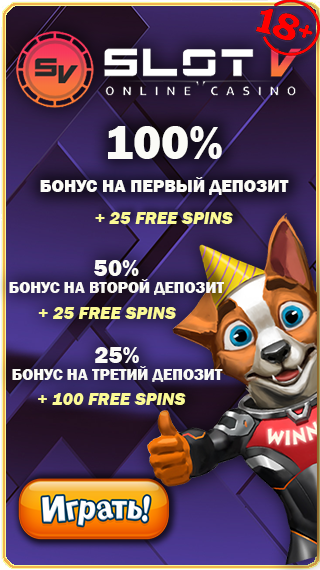 18+
SV
SLOT V
ONLINE CASINO
100%
БОНУС НА ПЕРВЫЙ ДЕПОЗИТ
+ 25 FREE SPINS
50%
БОНУС НА ВТОРОЙ ДЕПОЗИТ
+ 25 FREE SPINS
25%
БОНУС НА ТРЕТИЙ ДЕПОЗИТ
+ 100 FREE SPINS
WINN
Играть!